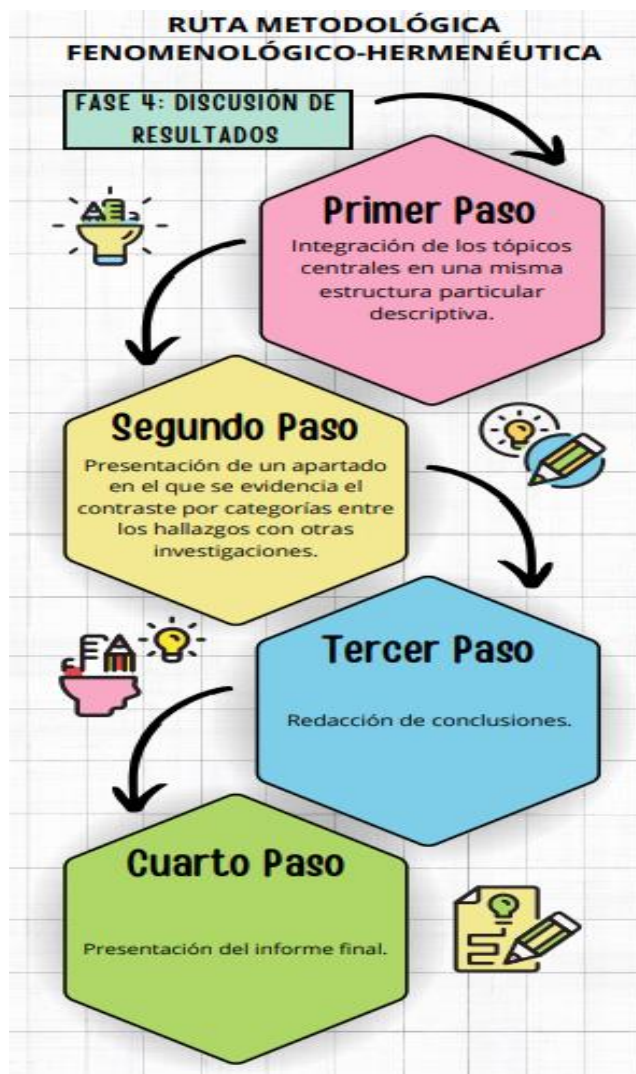 RUTA METODOLÓGICA
FENOMENOLÓGICO-HERMENÉUTICA
FASE 4: DISCUSIÓN DE
RESULTADOS
Primer Paso
Integración de los tópicos
centrales en una misma
estructura particular
descriptiva.
Segundo Paso
Presentación de un apartado
en el que se evidencia el
contraste por categorías entre
los hallazgos con otras
investigaciones.
Tercer Paso
Redacción de conclusiones.
Cuarto Paso
Presentación del informe final.